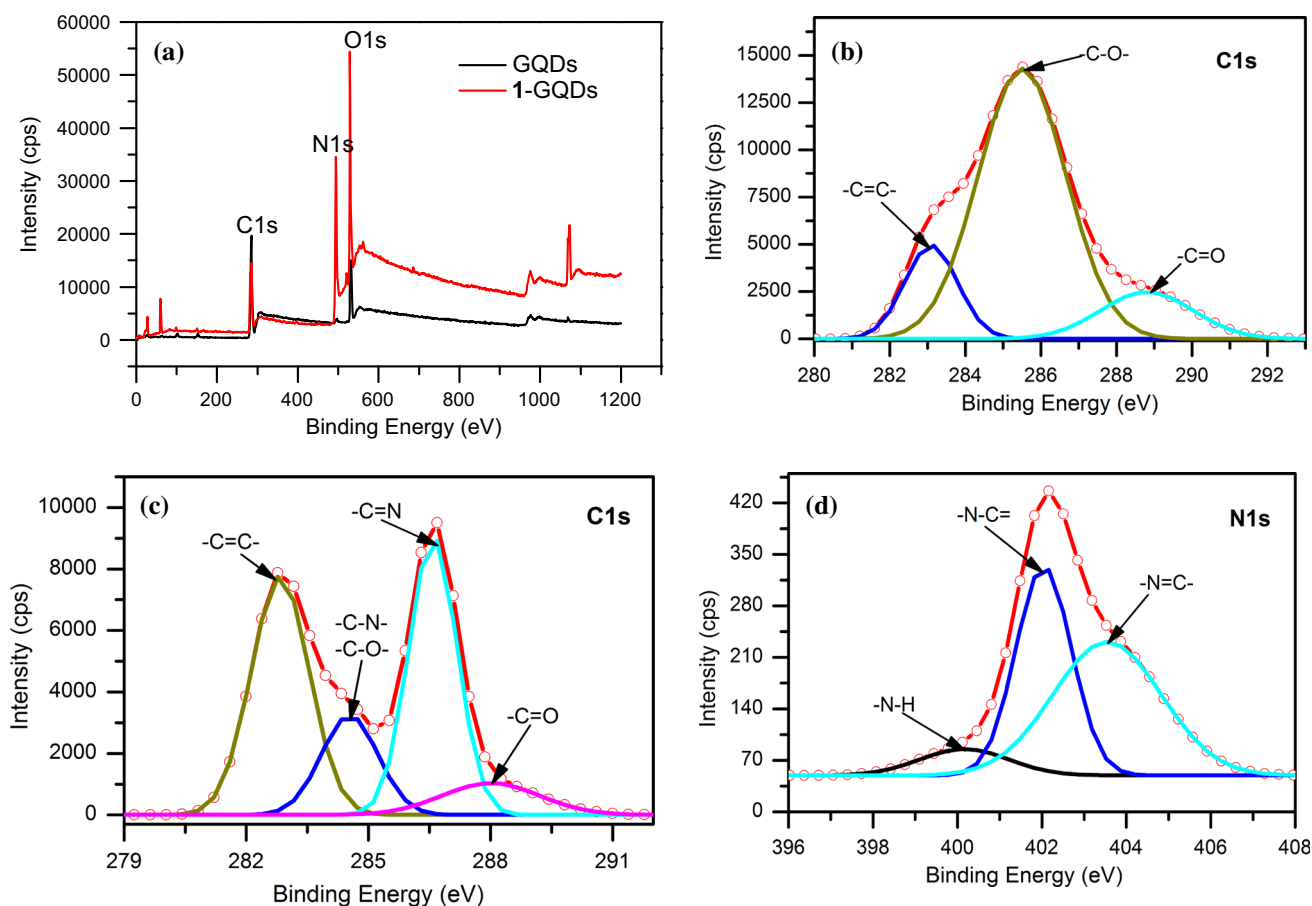 (a)
O1s
GQDs
1-GQDs
N1s
C1s
60000
50000
40000
30000
20000
10000
0
Intensity (cps)
0 200 400 600 800 1000 1200
Binding Energy (eV)
(b)
-C-O-
C1s
-C=C-
-C=O
15000
12500
10000
7500
5000
2500
0
Intensity (cps)
280 282 284 286 288 290 292
Binding Energy (eV)
(c)
-C=N
C1s
-C=C-
-C-N-
-C-O-
-C=O
10000
8000
6000
4000
2000
0
Intensity (cps)
279 282 285 288 291
Binding Energy (eV)
(d)
-N-C=
N1s
-N=C-
-N-H
420
350
280
210
140
70
0
Intensity (cps)
396 398 400 402 404 406 408
Binding Energy (eV)